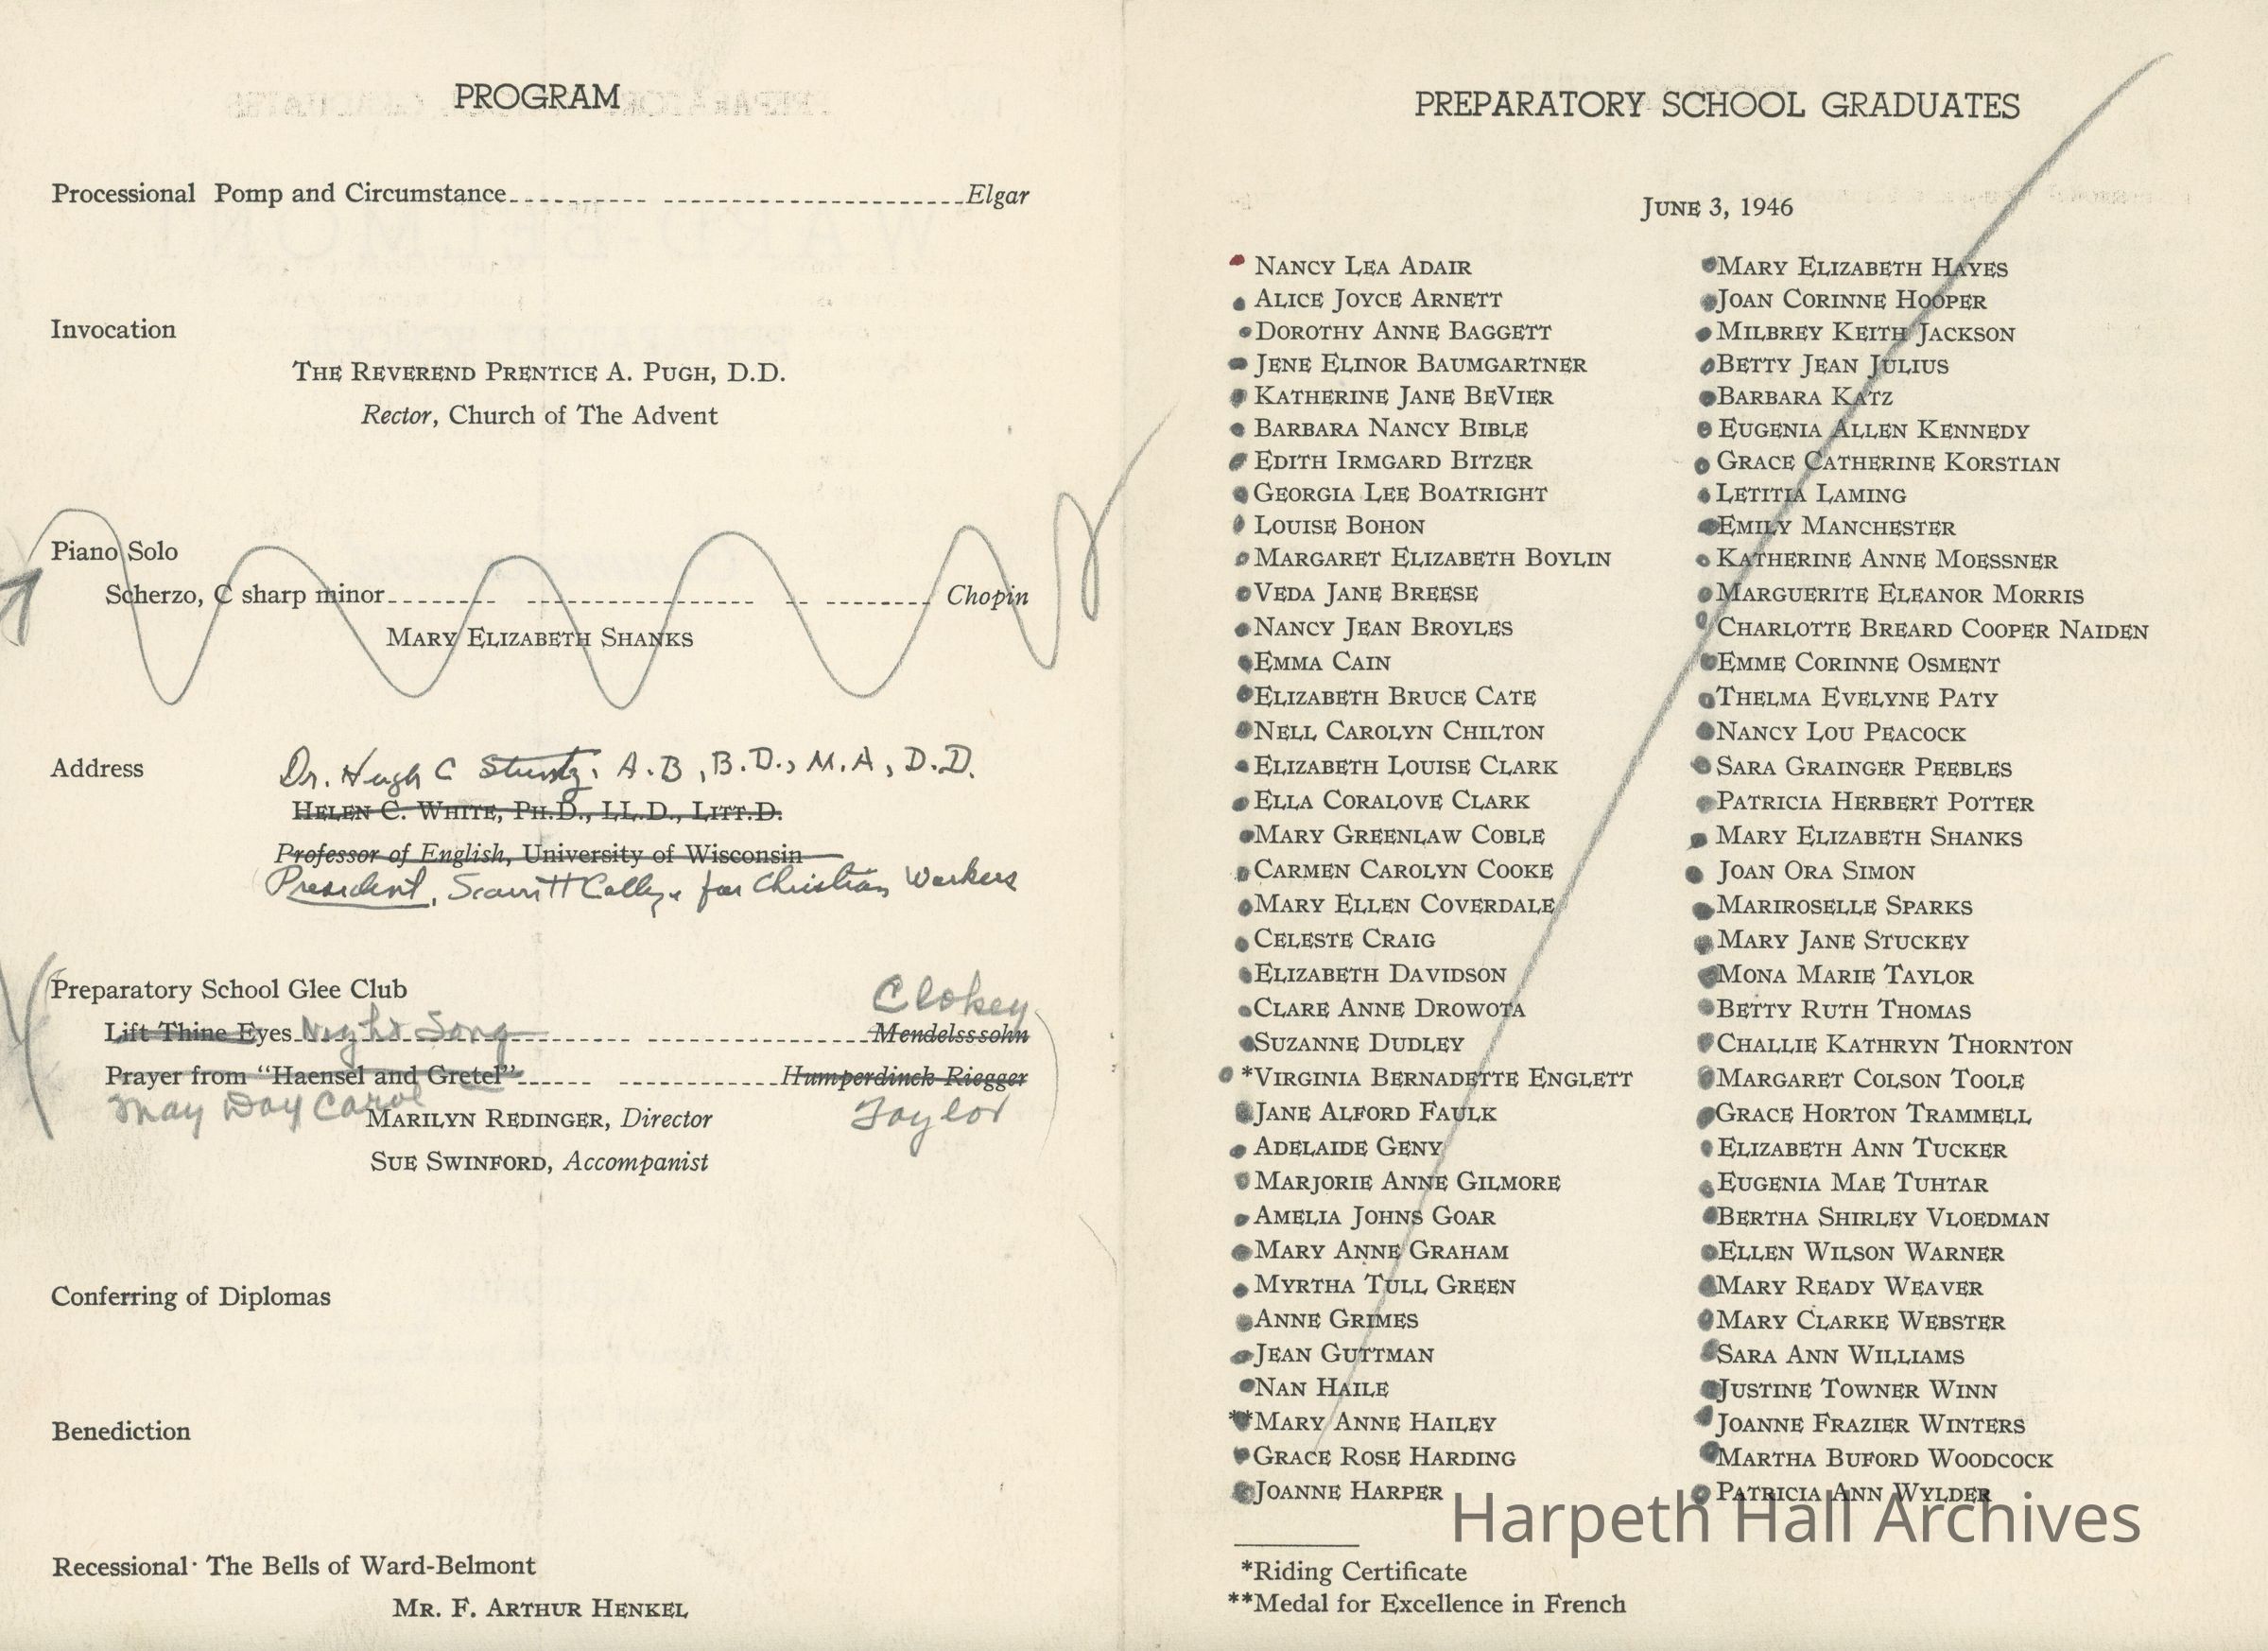 PROGRAM
Processional Pomp and Circumstance Elgar
Invocation
THE REVEREND PRENTICE A. PUGH, D.D.
Rector, Church of The Advent
Piano Solo
Scherzo, C sharp minor Chopin
MARY ELIZABETH SHANKS
Address
Dr. Hugh C Stuntz, A.B, B.D., M.A, D.D.
HELEN C. WHITE, PH.D., LL.D., LITT.D.
Professor of English, University of Wisconsin
President, Scarritt College for Christian Workers
Preparatory School Glee Club
Clokey
Lift Thine Eyes Night Song Mendelsssohn
Prayer from "Haensel and Gretel" Humperdinck-Riegger
May Day Carol Taylor
MARILYN REDINGER, Director
SUE SWINFORD, Accompanist
Conferring of Diplomas
Benediction
Recessional The Bells of Ward-Belmont
MR. F. ARTHUR HENKEL
PREPARATORY SCHOOL GRADUATES
JUNE 3, 1946
NANCY LEA ADAIR
ALICE JOYCE ARNETT
DOROTHY ANNE BAGGETT
JENE ELINOR BAUMGARTNER
KATHERINE JANE BEVIER
BARBARA NANCY BIBLE
EDITH IRMGARD BITZER
GEORGIA LEE BOATRIGHT
LOUISE BOHON
MARGARET ELIZABETH BOYLIN
VEDA JANE BREESE
NANCY JEAN BROYLES
EMMA CAIN
ELIZABETH BRUCE CATE
NELL CAROLYN CHILTON
ELIZABETH LOUISE CLARK
ELLA CORALOVE CLARK
MARY GREENLAW COBLE
CARMEN CAROLYN COOKE
MARY ELLEN COVERDALE
CELESTE CRAIG
ELIZABETH DAVIDSON
CLARE ANNE DROWOTA
SUZANNE DUDLEY
*VIRGINIA BERNADETTE ENGLETT
JANE ALFORD FAULK
ADELAIDE GENY
MARJORIE ANNE GILMORE
AMELIA JOHNS GOAR
MARY ANNE GRAHAM
MYRTHA TULL GREEN
ANNE GRIMES
JEAN GUTTMAN
NAN HAILE
**MARY ANNE HAILEY
GRACE ROSE HARDING
JOANNE HARPER
MARY ELIZABETH HAYES
JOAN CORINNE HOOPER
MILBREY KEITH JACKSON
BETTY JEAN JULIUS
BARBARA KATZ
EUGENIA ALLEN KENNEDY
GRACE CATHERINE KORSTIAN
LETITIA LAMING
EMILY MANCHESTER
KATHERINE ANNE MOESSNER
MARGUERITE ELEANOR MORRIS
CHARLOTTE BREARD COOPER NAIDEN
EMME CORINNE OSMENT
THELMA EVELYNE PATY
NANCY LOU PEACOCK
SARA GRAINGER PEEBLES
PATRICIA HERBERT POTTER
MARY ELIZABETH SHANKS
JOAN ORA SIMON
MARIROSELLE SPARKS
MARY JANE STUCKEY
MONA MARIE TAYLOR
BETTY RUTH THOMAS
CHALLIE KATHRYN THORNTON
MARGARET COLSON TOOLE
GRACE HORTON TRAMMELL
ELIZABETH ANN TUCKER
EUGENIA MAE TUHTAR
BERTHA SHIRLEY VLOEDMAN
ELLEN WILSON WARNER
MARY READY WEAVER
MARY CLARKE WEBSTER
SARA ANN WILLIAMS
JUSTINE TOWNER WINN
JOANNE FRAZIER WINTERS
MARTHA BUFORD WOODCOCK
PATRICIA ANN WYLDER
Harpeth Hall Archives
*Riding Certificate
**Medal for Excellence in French